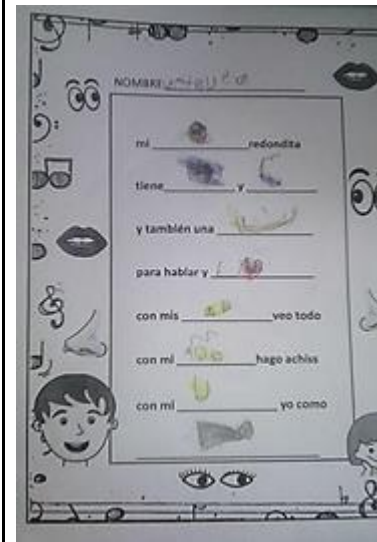 NOMBRE
mi redondita
tiene y
y también una
para hablar y
con mis veo todo
con mi hago achiss
con mi yo como